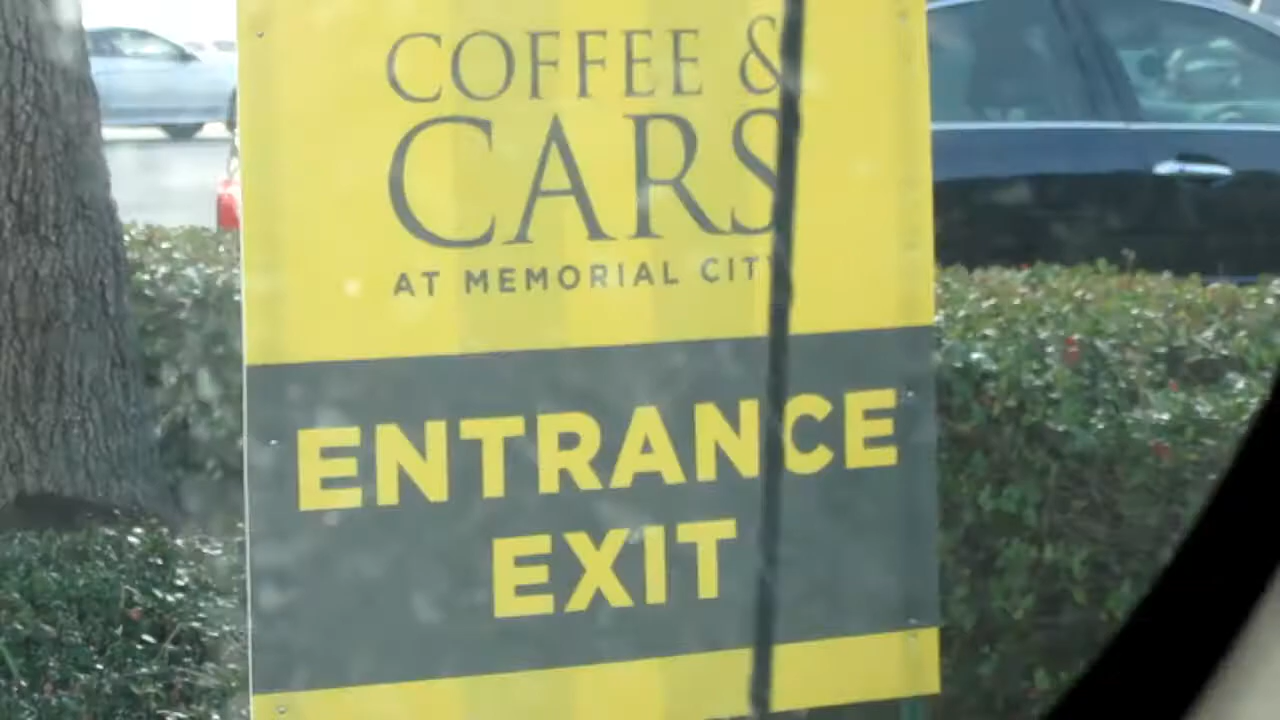 COFFEE &
CARS
AT MEMORIAL CITY
ENTRANCE
EXIT